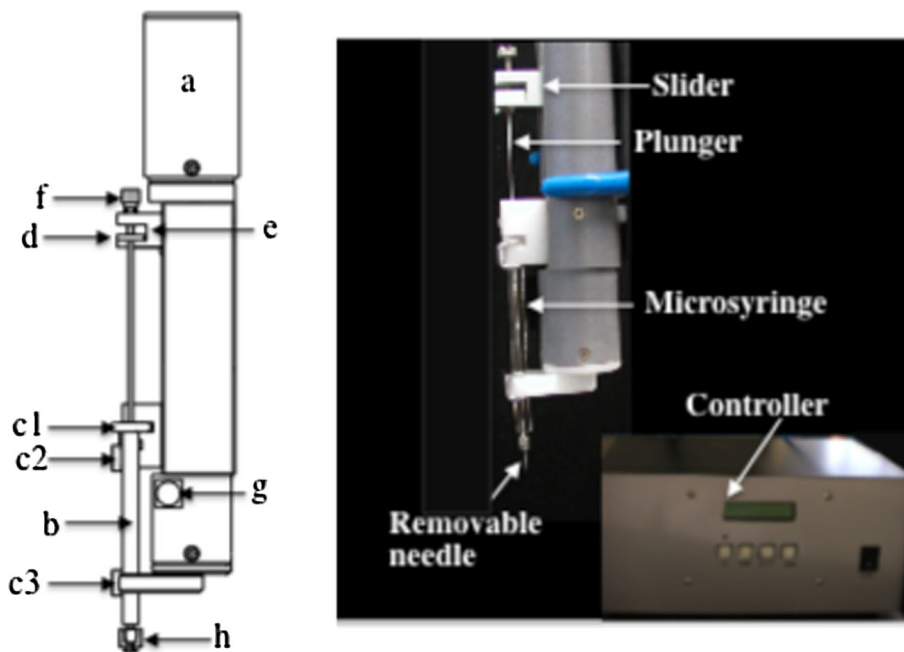 a
f
e
d
c1
c2
g
b
c3
h
Slider
Plunger
Microsyringe
Controller
Removable
needle